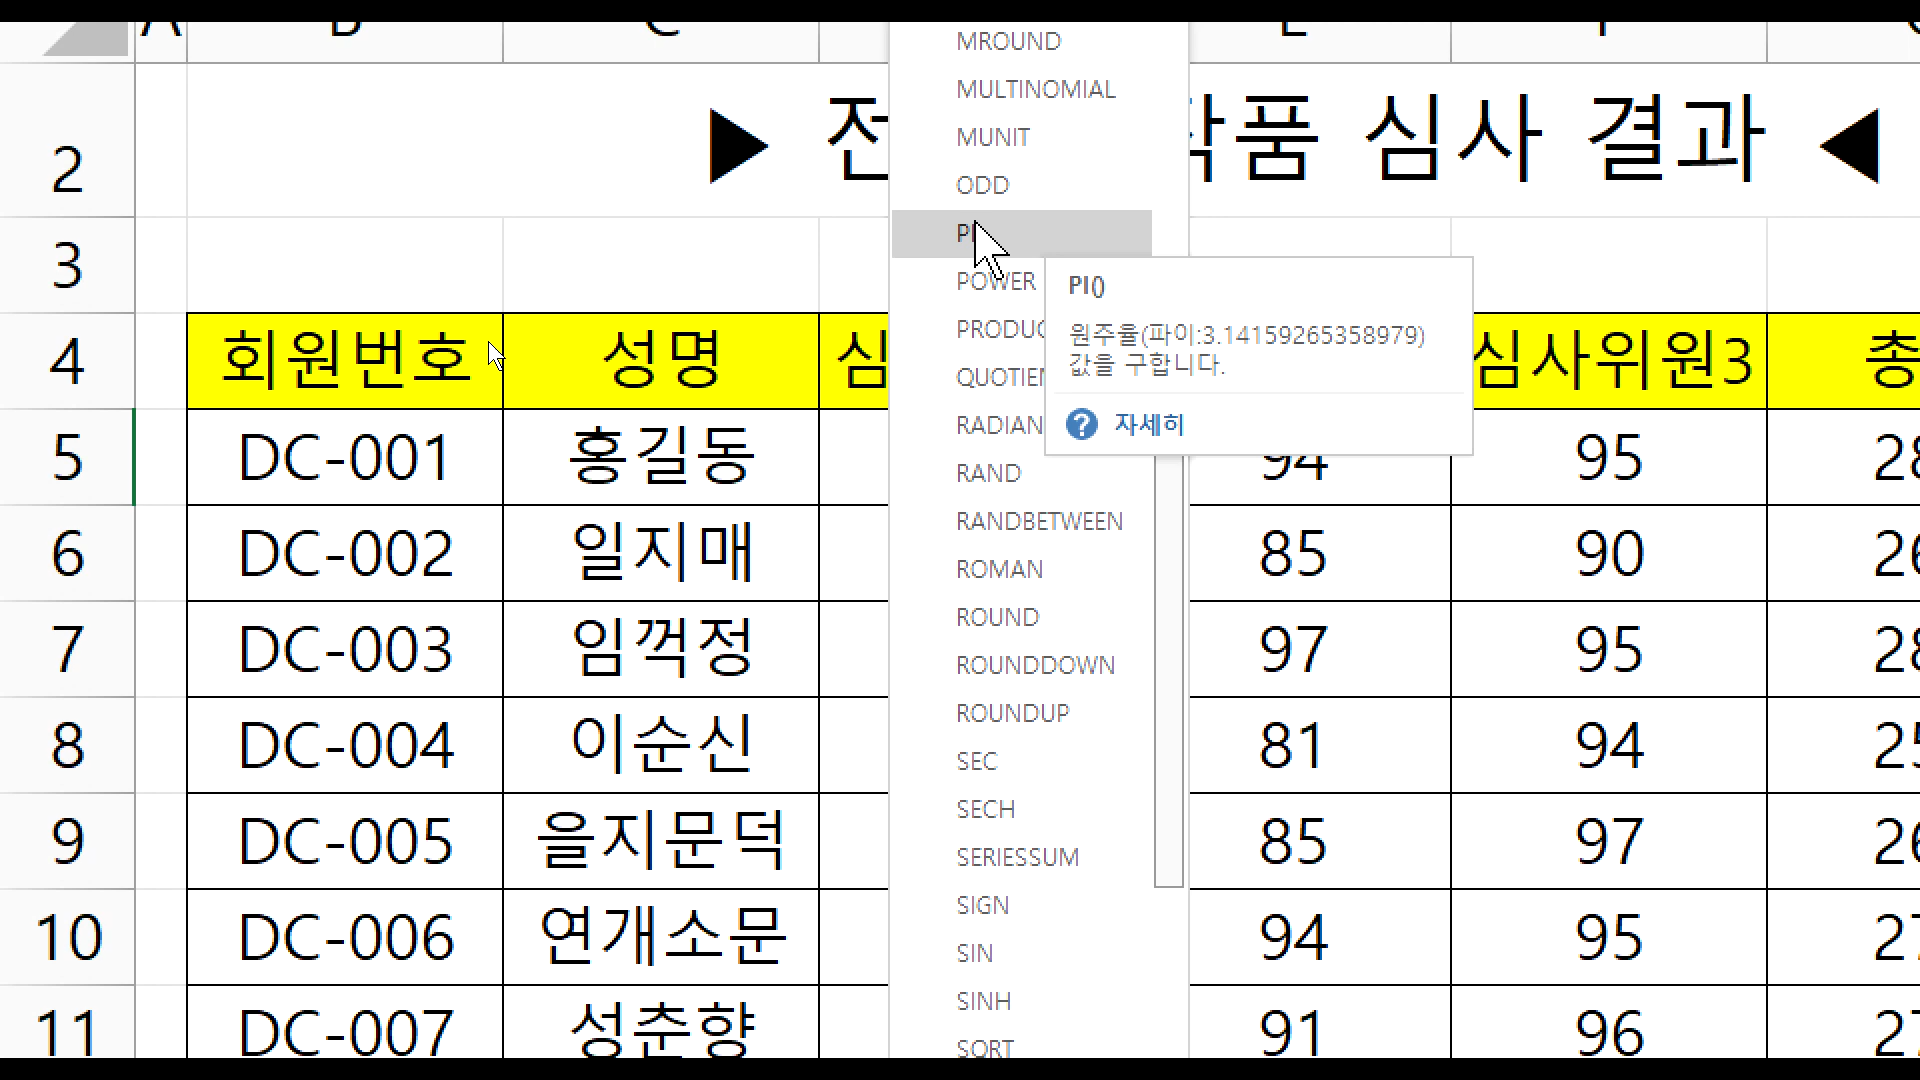 ▶ 전 작품 심사 결과 ◀
2
3
4 회원번호 성명 심 심사위원3 총
5 DC-001 홍길동 94 95 28
6 DC-002 일지매 85 90 26
7 DC-003 임꺽정 97 95 28
8 DC-004 이순신 81 94 25
9 DC-005 을지문덕 85 97 26
10 DC-006 연개소문 94 95 27
11 DC-007 성춘향 91 96 27
MROUND
MULTINOMIAL
MUNIT
ODD
PI
POWER
PRODUC
QUOTIEN
RADIAN
RAND
RANDBETWEEN
ROMAN
ROUND
ROUNDDOWN
ROUNDUP
SEC
SECH
SERIESSUM
SIGN
SIN
SINH
SQRT
PI()
원주율(파이:3.14159265358979)
값을 구합니다.
자세히